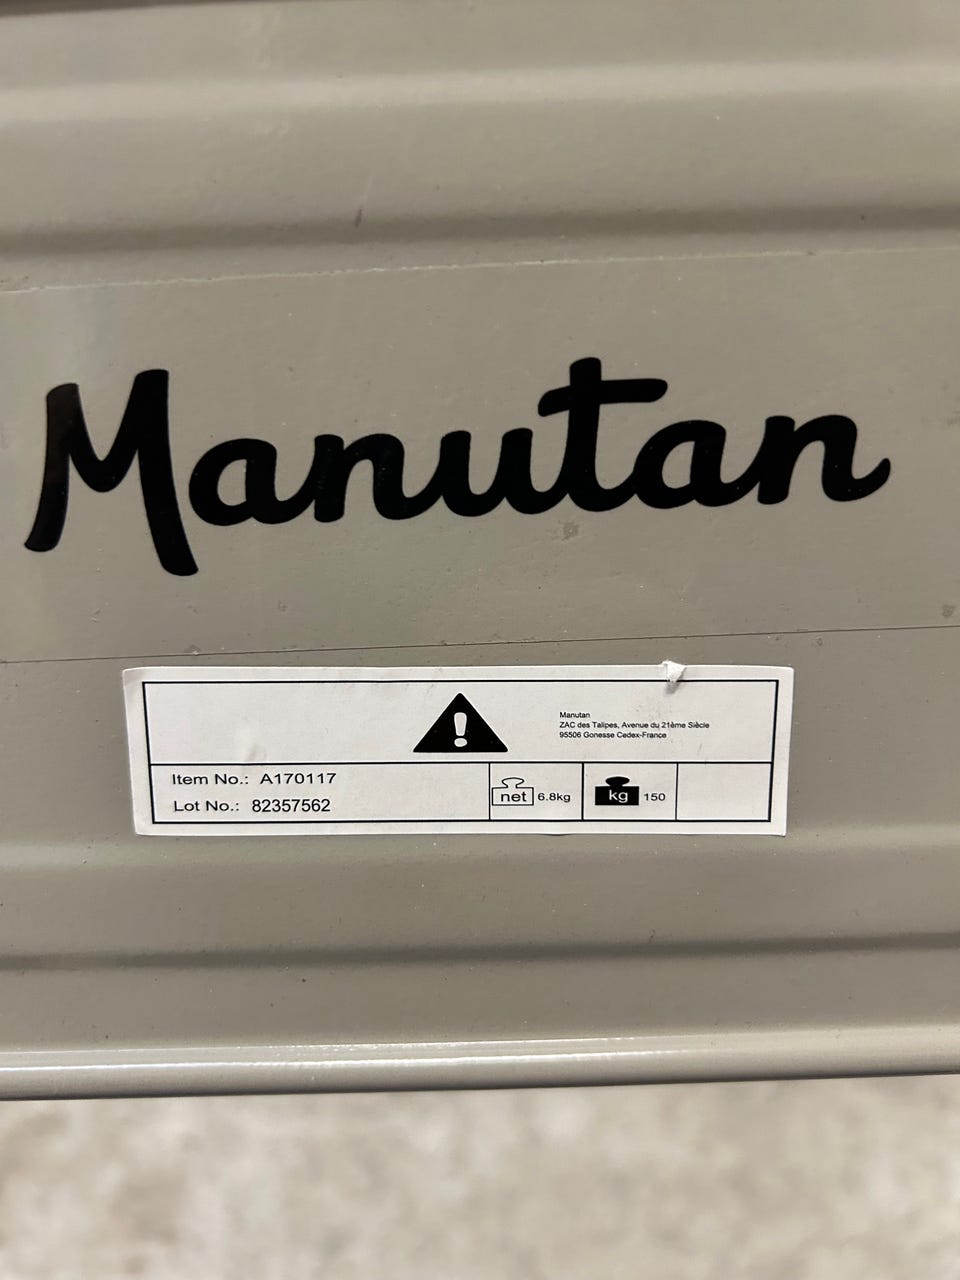 Manutan
Manutan
ZAC des Talipes, Avenue du 21ème Siècle
95506 Gonesse Cedex-France
Item No.: A170117
Lot No.: 82357562
net 6.8kg
kg 150